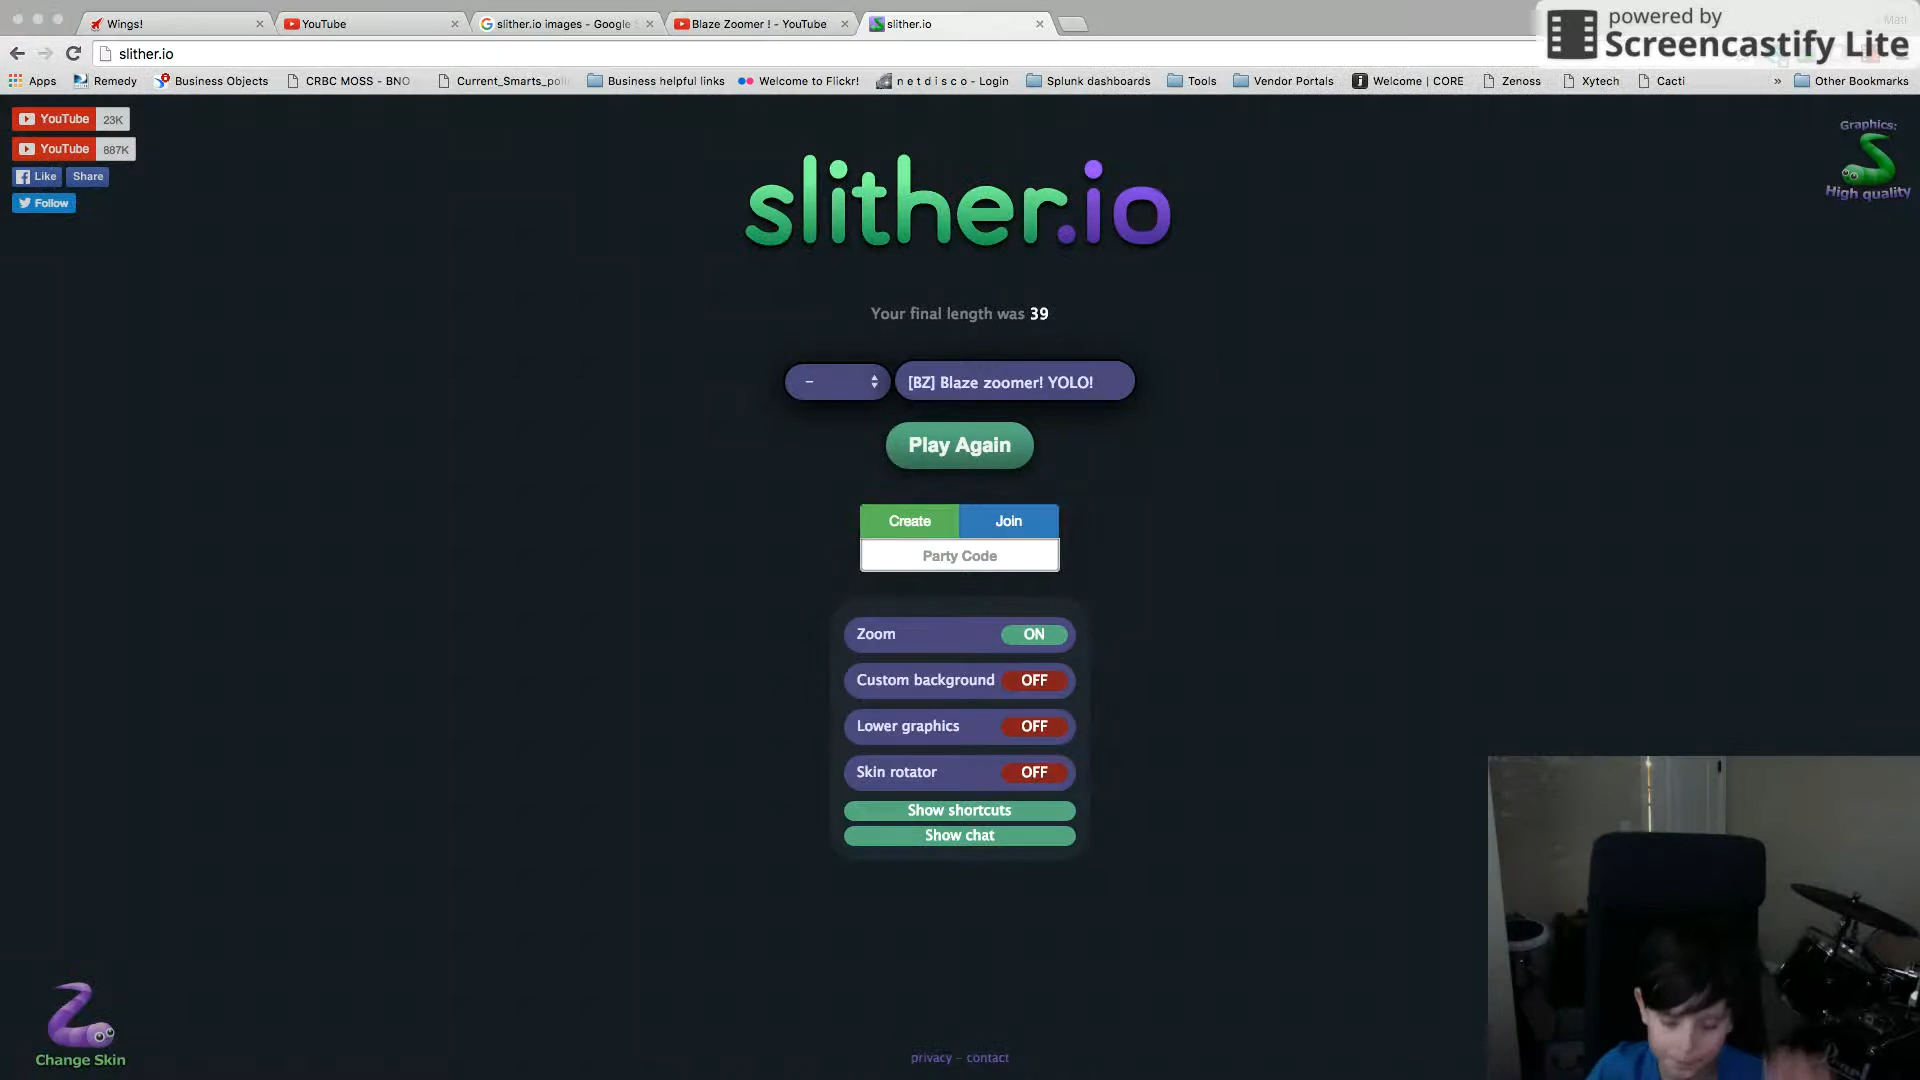 Wings!
YouTube
slither.io images - Google
Blaze Zoomer ! - YouTube
slither.io
powered by
Screencastify Lite
slither.io
Apps
Remedy
Business Objects
CRBC MOSS - BNO
Current_Smarts_poli
Business helpful links
Welcome to Flickr!
n e t d i s c o - Login
Splunk dashboards
Tools
Vendor Portals
Welcome | CORE
Zenoss
Xytech
Cacti
»
Other Bookmarks
YouTube 23K
YouTube 887K
Like Share
Follow
Graphics:
High quality
slither.io
Your final length was 39
–
[BZ] Blaze zoomer! YOLO!
Play Again
Create
Join
Party Code
Zoom ON
Custom background OFF
Lower graphics OFF
Skin rotator OFF
Show shortcuts
Show chat
Change Skin
privacy – contact